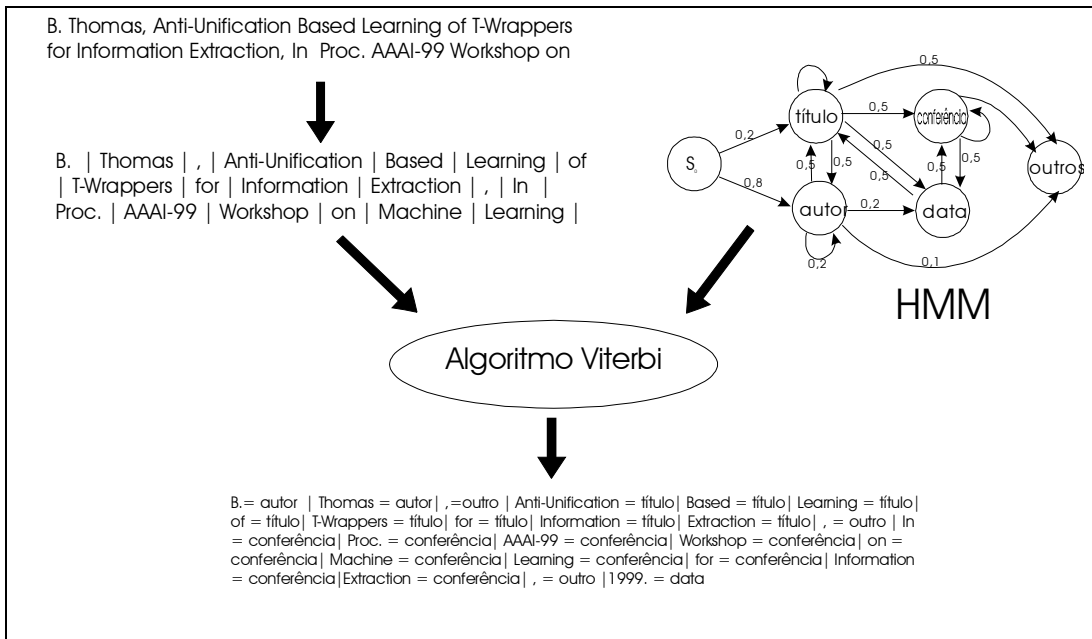 B. Thomas, Anti-Unification Based Learning of T-Wrappers
for Information Extraction, In Proc. AAAI-99 Workshop on
B. | Thomas | , | Anti-Unification | Based | Learning | of
| T-Wrappers | for | Information | Extraction | , | In |
Proc. | AAAI-99 | Workshop | on | Machine | Learning |
0,5
título
0,5
conferência
0,2
S
0,5
0,5
0,5
0,5
0,5
0,5
outros
0,8
autor
0,2
data
0,2
0,1
HMM
Algoritmo Viterbi
B.= autor | Thomas = autor| ,=outro | Anti-Unification = título| Based = título| Learning = título|
of = título| T-Wrappers = título| for = título| Information = título| Extraction = título| , = outro | In
= conferência| Proc. = conferência| AAAI-99 = conferência| Workshop = conferência| on =
conferência| Machine = conferência| Learning = conferência| for = conferência| Information
= conferência|Extraction = conferência| , = outro |1999. = data